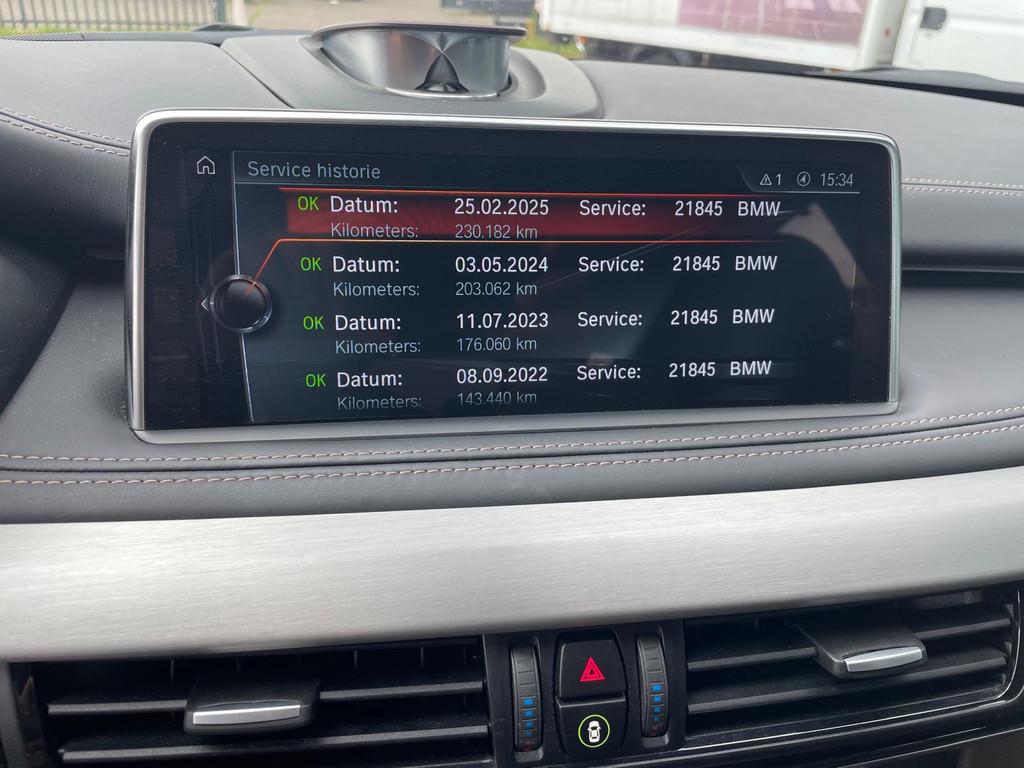 Service historie
1 15:34
OK Datum: 25.02.2025 Service: 21845 BMW
Kilometers: 230.182 km
OK Datum: 03.05.2024 Service: 21845 BMW
Kilometers: 203.062 km
OK Datum: 11.07.2023 Service: 21845 BMW
Kilometers: 176.060 km
OK Datum: 08.09.2022 Service: 21845 BMW
Kilometers: 143.440 km